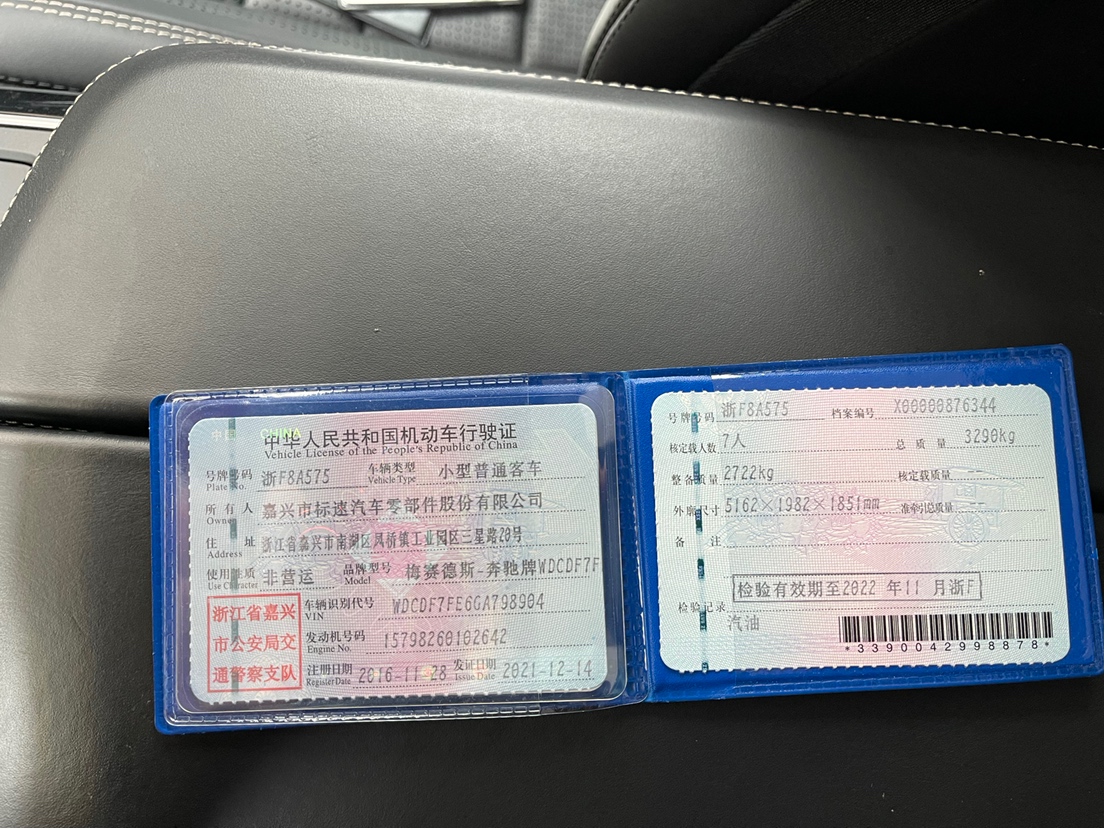 中国 CHINA
中华人民共和国机动车行驶证
Vehicle License of the People's Republic of China
号牌号码 Plate No. 浙F8A575 车辆类型 Vehicle Type 小型普通客车
所有人 Owner 嘉兴市标速汽车零部件股份有限公司
住址 Address 浙江省嘉兴市南湖区凤桥镇工业园区三星路20号
使用性质 Use Character 非营运 品牌型号 Model 梅赛德斯-奔驰牌WDCDF7F
浙江省嘉兴
市公安局交
通警察支队
车辆识别代号 VIN WDCDF7FE6GA798904
发动机号码 Engine No. 15798260102642
注册日期 Register Date 2016-11-28 发证日期 Issue Date 2021-12-14
号牌号码 浙F8A575 档案编号 X00000876344
核定载人数 7人 总质量 3290kg
整备质量 2722kg 核定载质量 --
外廓尺寸 5162×1982×1851mm 准牵引总质量 --
备注
检验有效期至2022 年11 月浙F
检验记录
汽油
*3390042998878*